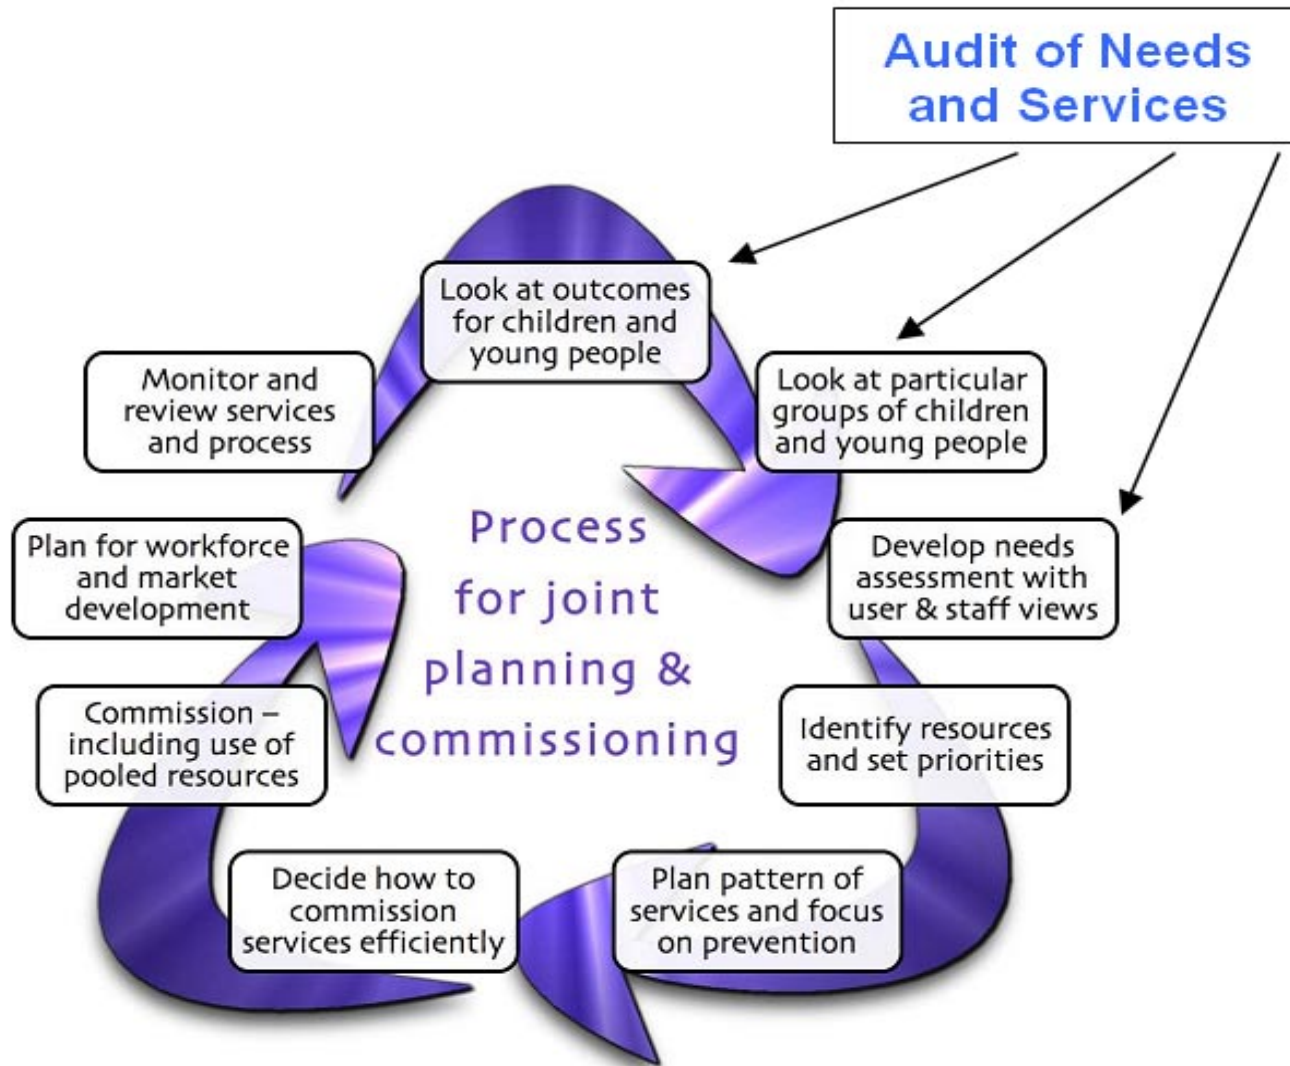 Audit of Needs
and Services
Look at outcomes
for children and
young people
Look at particular
groups of children
and young people
Develop needs
assessment with
user & staff views
Identify resources
and set priorities
Plan pattern of
services and focus
on prevention
Decide how to
commission
services efficiently
Commission –
including use of
pooled resources
Plan for workforce
and market
development
Monitor and
review services
and process
Process
for joint
planning &
commissioning